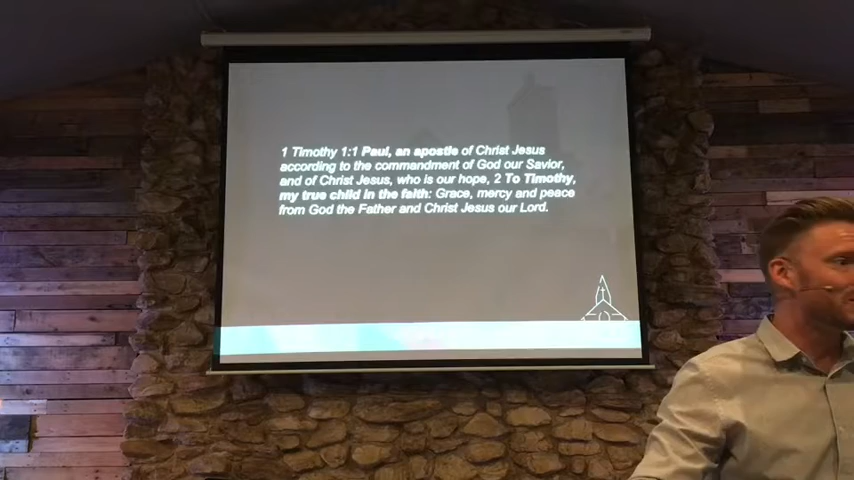 1 Timothy 1:1 Paul, an apostle of Christ Jesus
according to the commandment of God our Savior,
and of Christ Jesus, who is our hope, 2 To Timothy,
my true child in the faith: Grace, mercy and peace
from God the Father and Christ Jesus our Lord.